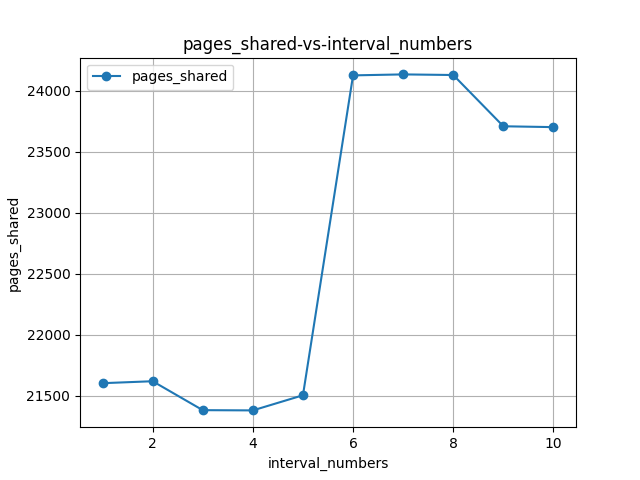 pages_shared-vs-interval_numbers
pages_shared
24000
23500
23000
22500
22000
21500
pages_shared
2 4 6 8 10
interval_numbers